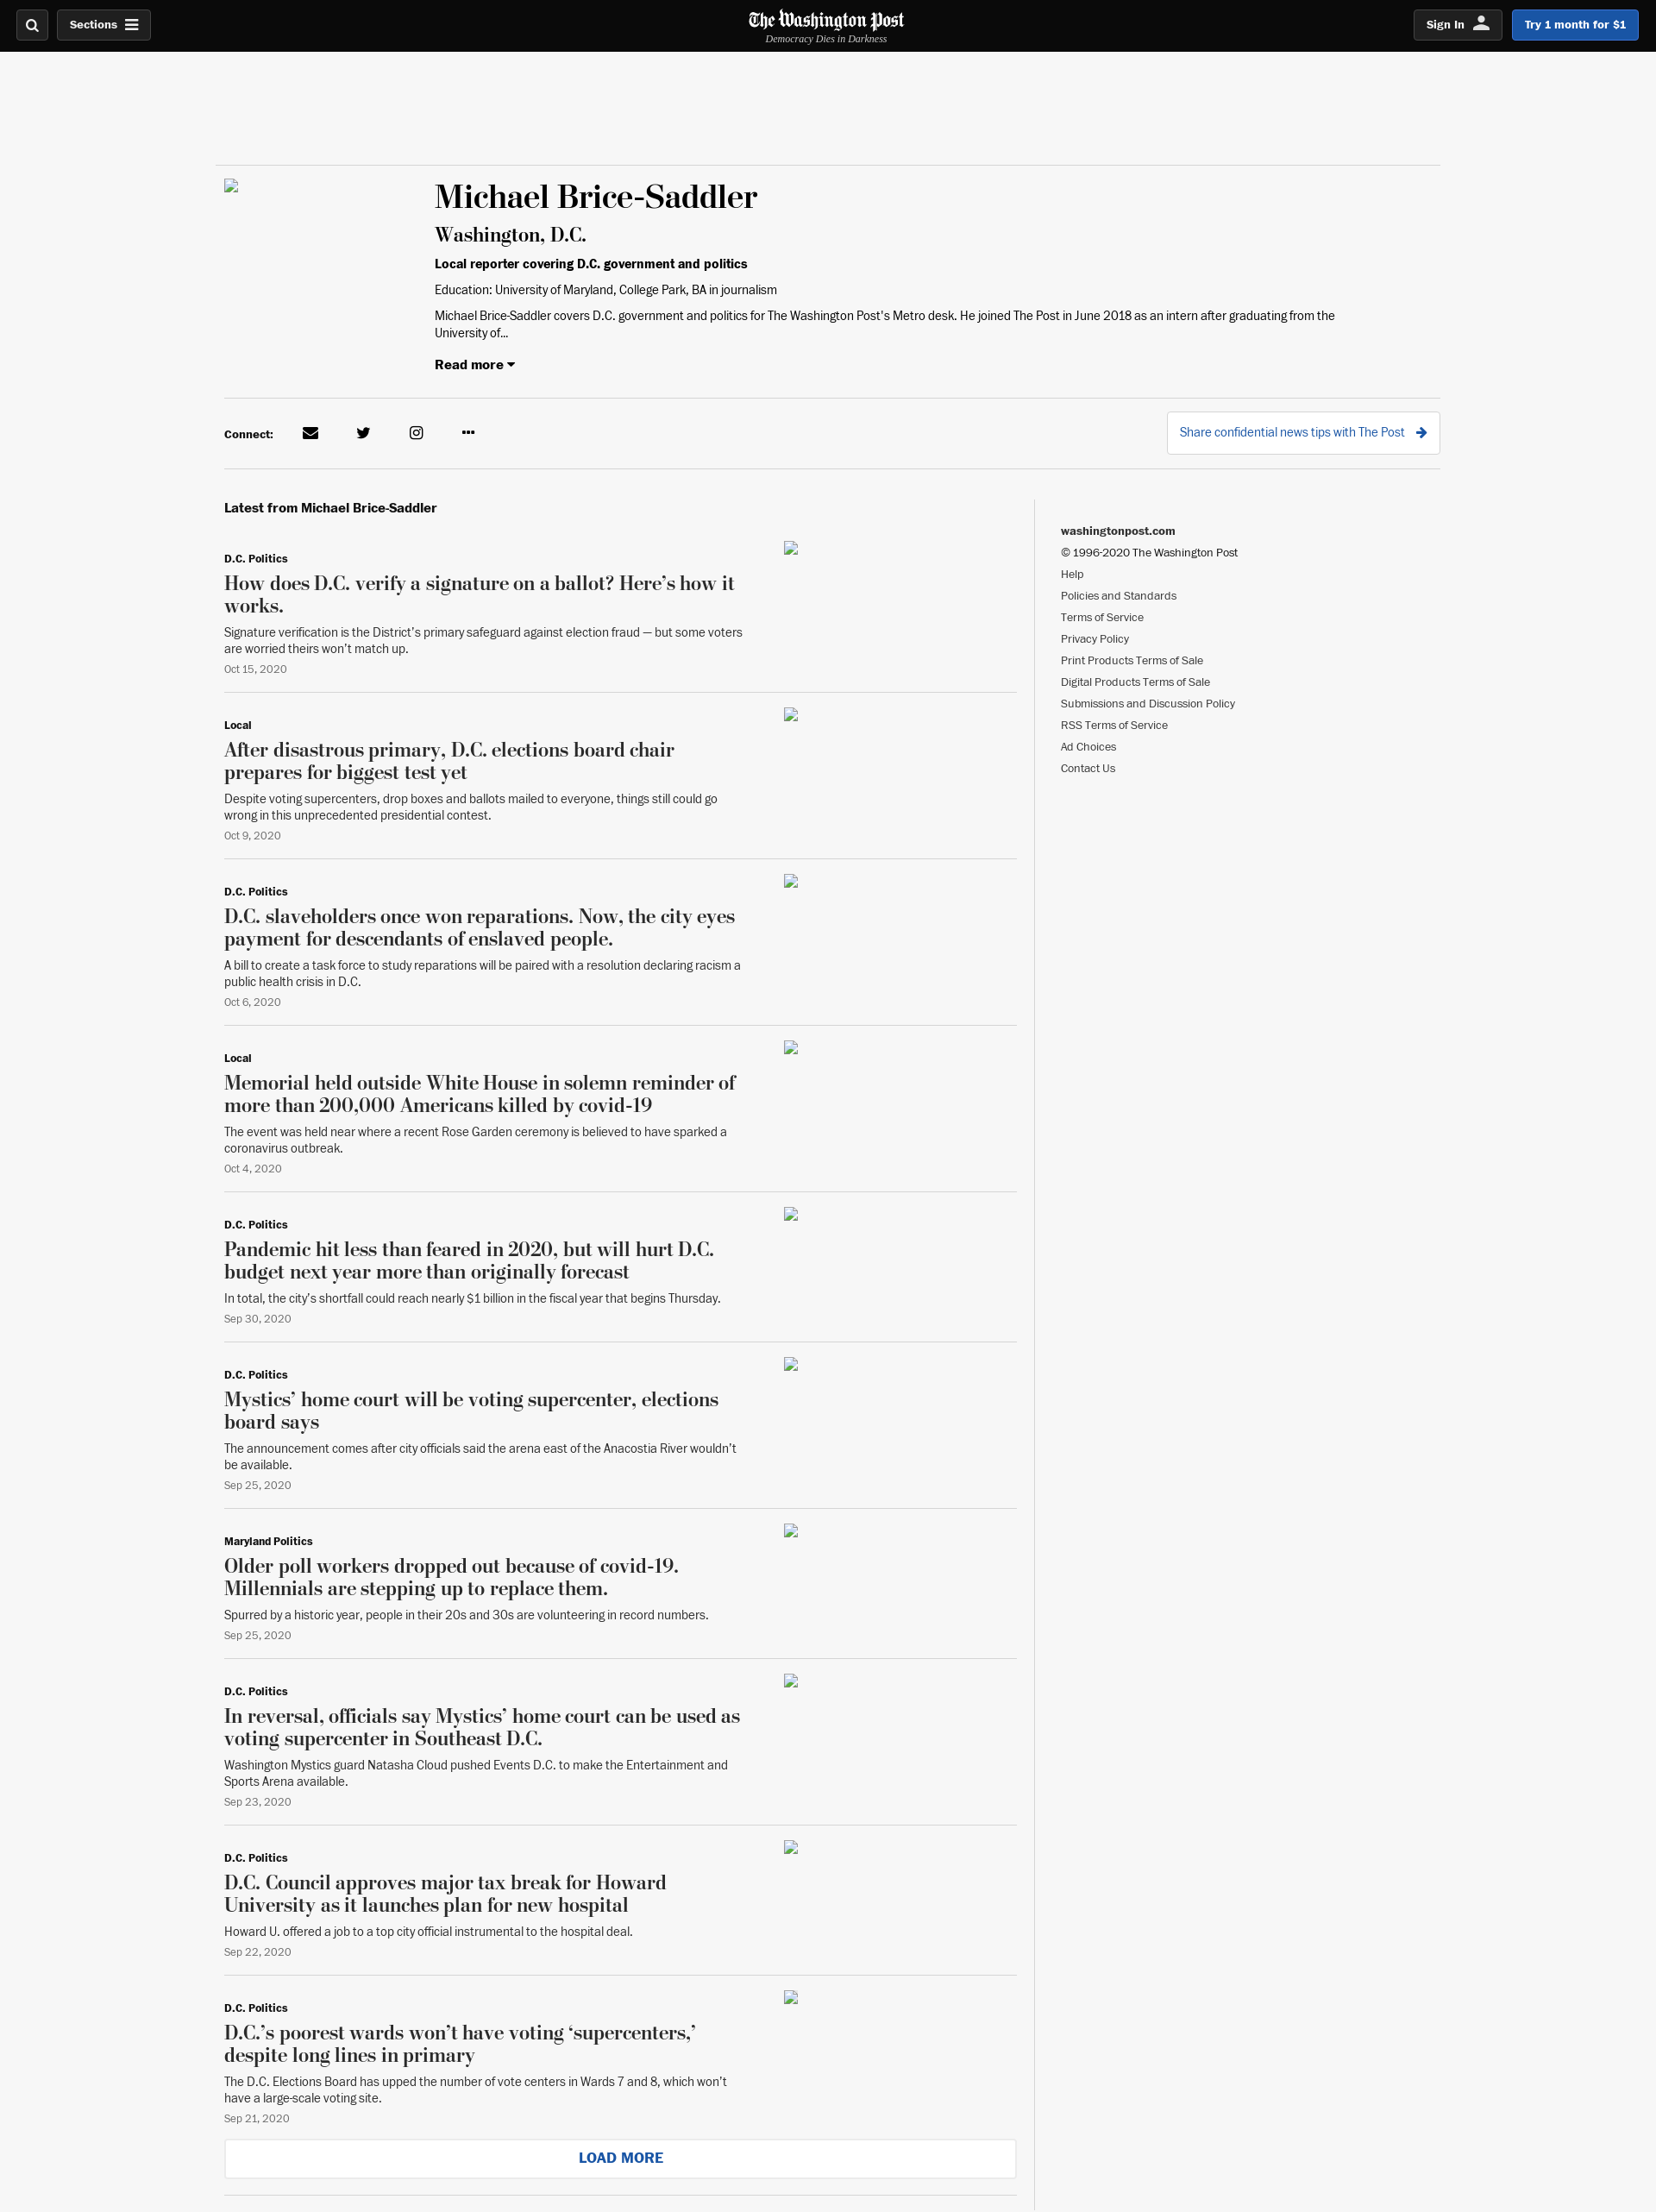 Sections
The Washington Post
Democracy Dies in Darkness
Sign In
Try 1 month for $1
Michael Brice-Saddler
Washington, D.C.
Local reporter covering D.C. government and politics
Education: University of Maryland, College Park, BA in journalism
Michael Brice-Saddler covers D.C. government and politics for The Washington Post's Metro desk. He joined The Post in June 2018 as an intern after graduating from the
University of...
Read more
Connect:
Share confidential news tips with The Post
Latest from Michael Brice-Saddler
D.C. Politics
How does D.C. verify a signature on a ballot? Here’s how it
works.
Signature verification is the District’s primary safeguard against election fraud — but some voters
are worried theirs won’t match up.
Oct 15, 2020
Local
After disastrous primary, D.C. elections board chair
prepares for biggest test yet
Despite voting supercenters, drop boxes and ballots mailed to everyone, things still could go
wrong in this unprecedented presidential contest.
Oct 9, 2020
D.C. Politics
D.C. slaveholders once won reparations. Now, the city eyes
payment for descendants of enslaved people.
A bill to create a task force to study reparations will be paired with a resolution declaring racism a
public health crisis in D.C.
Oct 6, 2020
Local
Memorial held outside White House in solemn reminder of
more than 200,000 Americans killed by covid-19
The event was held near where a recent Rose Garden ceremony is believed to have sparked a
coronavirus outbreak.
Oct 4, 2020
D.C. Politics
Pandemic hit less than feared in 2020, but will hurt D.C.
budget next year more than originally forecast
In total, the city’s shortfall could reach nearly $1 billion in the fiscal year that begins Thursday.
Sep 30, 2020
D.C. Politics
Mystics’ home court will be voting supercenter, elections
board says
The announcement comes after city officials said the arena east of the Anacostia River wouldn’t
be available.
Sep 25, 2020
Maryland Politics
Older poll workers dropped out because of covid-19.
Millennials are stepping up to replace them.
Spurred by a historic year, people in their 20s and 30s are volunteering in record numbers.
Sep 25, 2020
D.C. Politics
In reversal, officials say Mystics’ home court can be used as
voting supercenter in Southeast D.C.
Washington Mystics guard Natasha Cloud pushed Events D.C. to make the Entertainment and
Sports Arena available.
Sep 23, 2020
D.C. Politics
D.C. Council approves major tax break for Howard
University as it launches plan for new hospital
Howard U. offered a job to a top city official instrumental to the hospital deal.
Sep 22, 2020
D.C. Politics
D.C.’s poorest wards won’t have voting ‘supercenters,’
despite long lines in primary
The D.C. Elections Board has upped the number of vote centers in Wards 7 and 8, which won’t
have a large-scale voting site.
Sep 21, 2020
LOAD MORE
washingtonpost.com
© 1996-2020 The Washington Post
Help
Policies and Standards
Terms of Service
Privacy Policy
Print Products Terms of Sale
Digital Products Terms of Sale
Submissions and Discussion Policy
RSS Terms of Service
Ad Choices
Contact Us